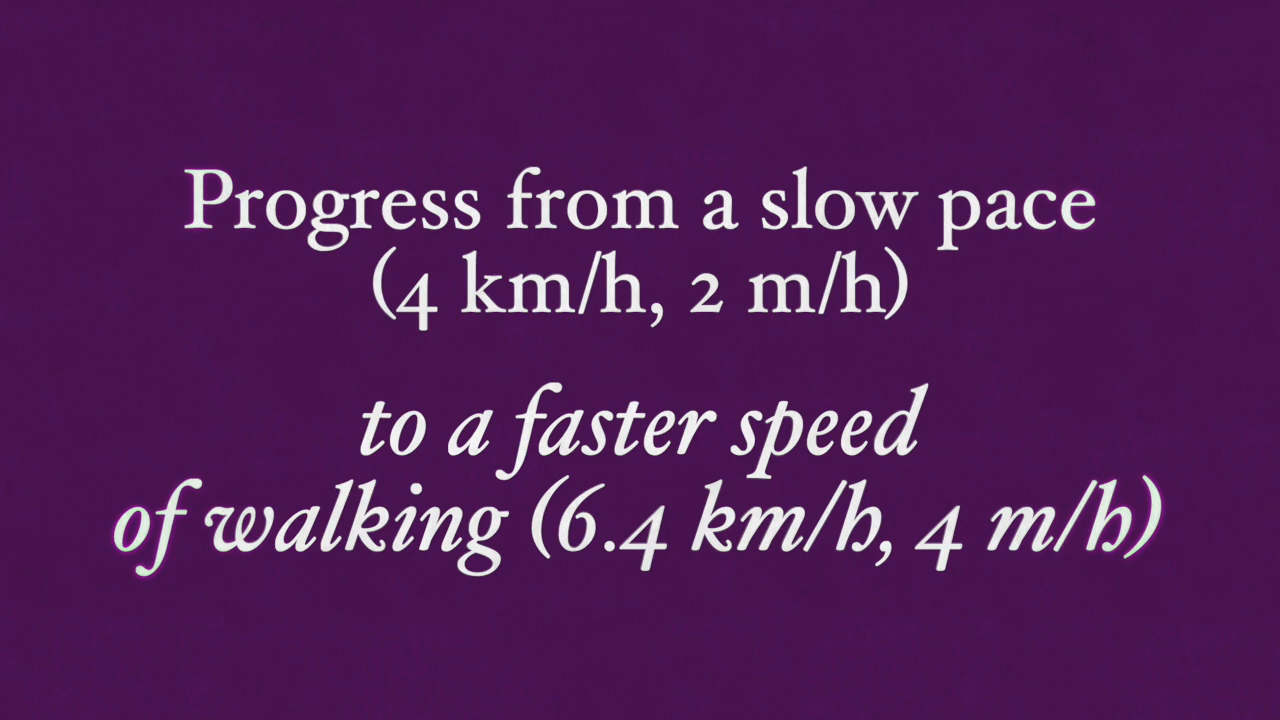 Progress from a slow pace
(4 km/h, 2 m/h)
to a faster speed
of walking (6.4 km/h, 4 m/h)